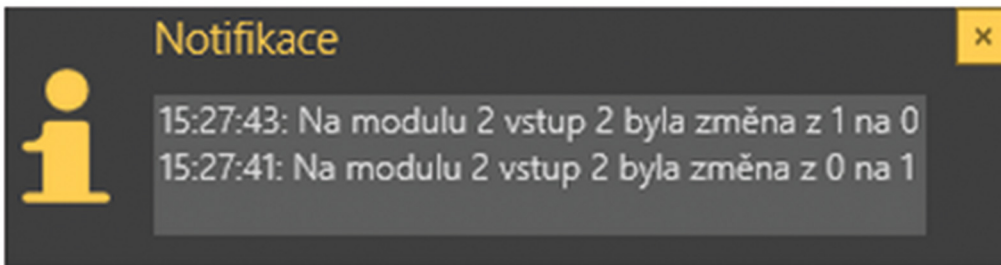 Notifikace
15:27:43: Na modulu 2 vstup 2 byla změna z 1 na 0
15:27:41: Na modulu 2 vstup 2 byla změna z 0 na 1